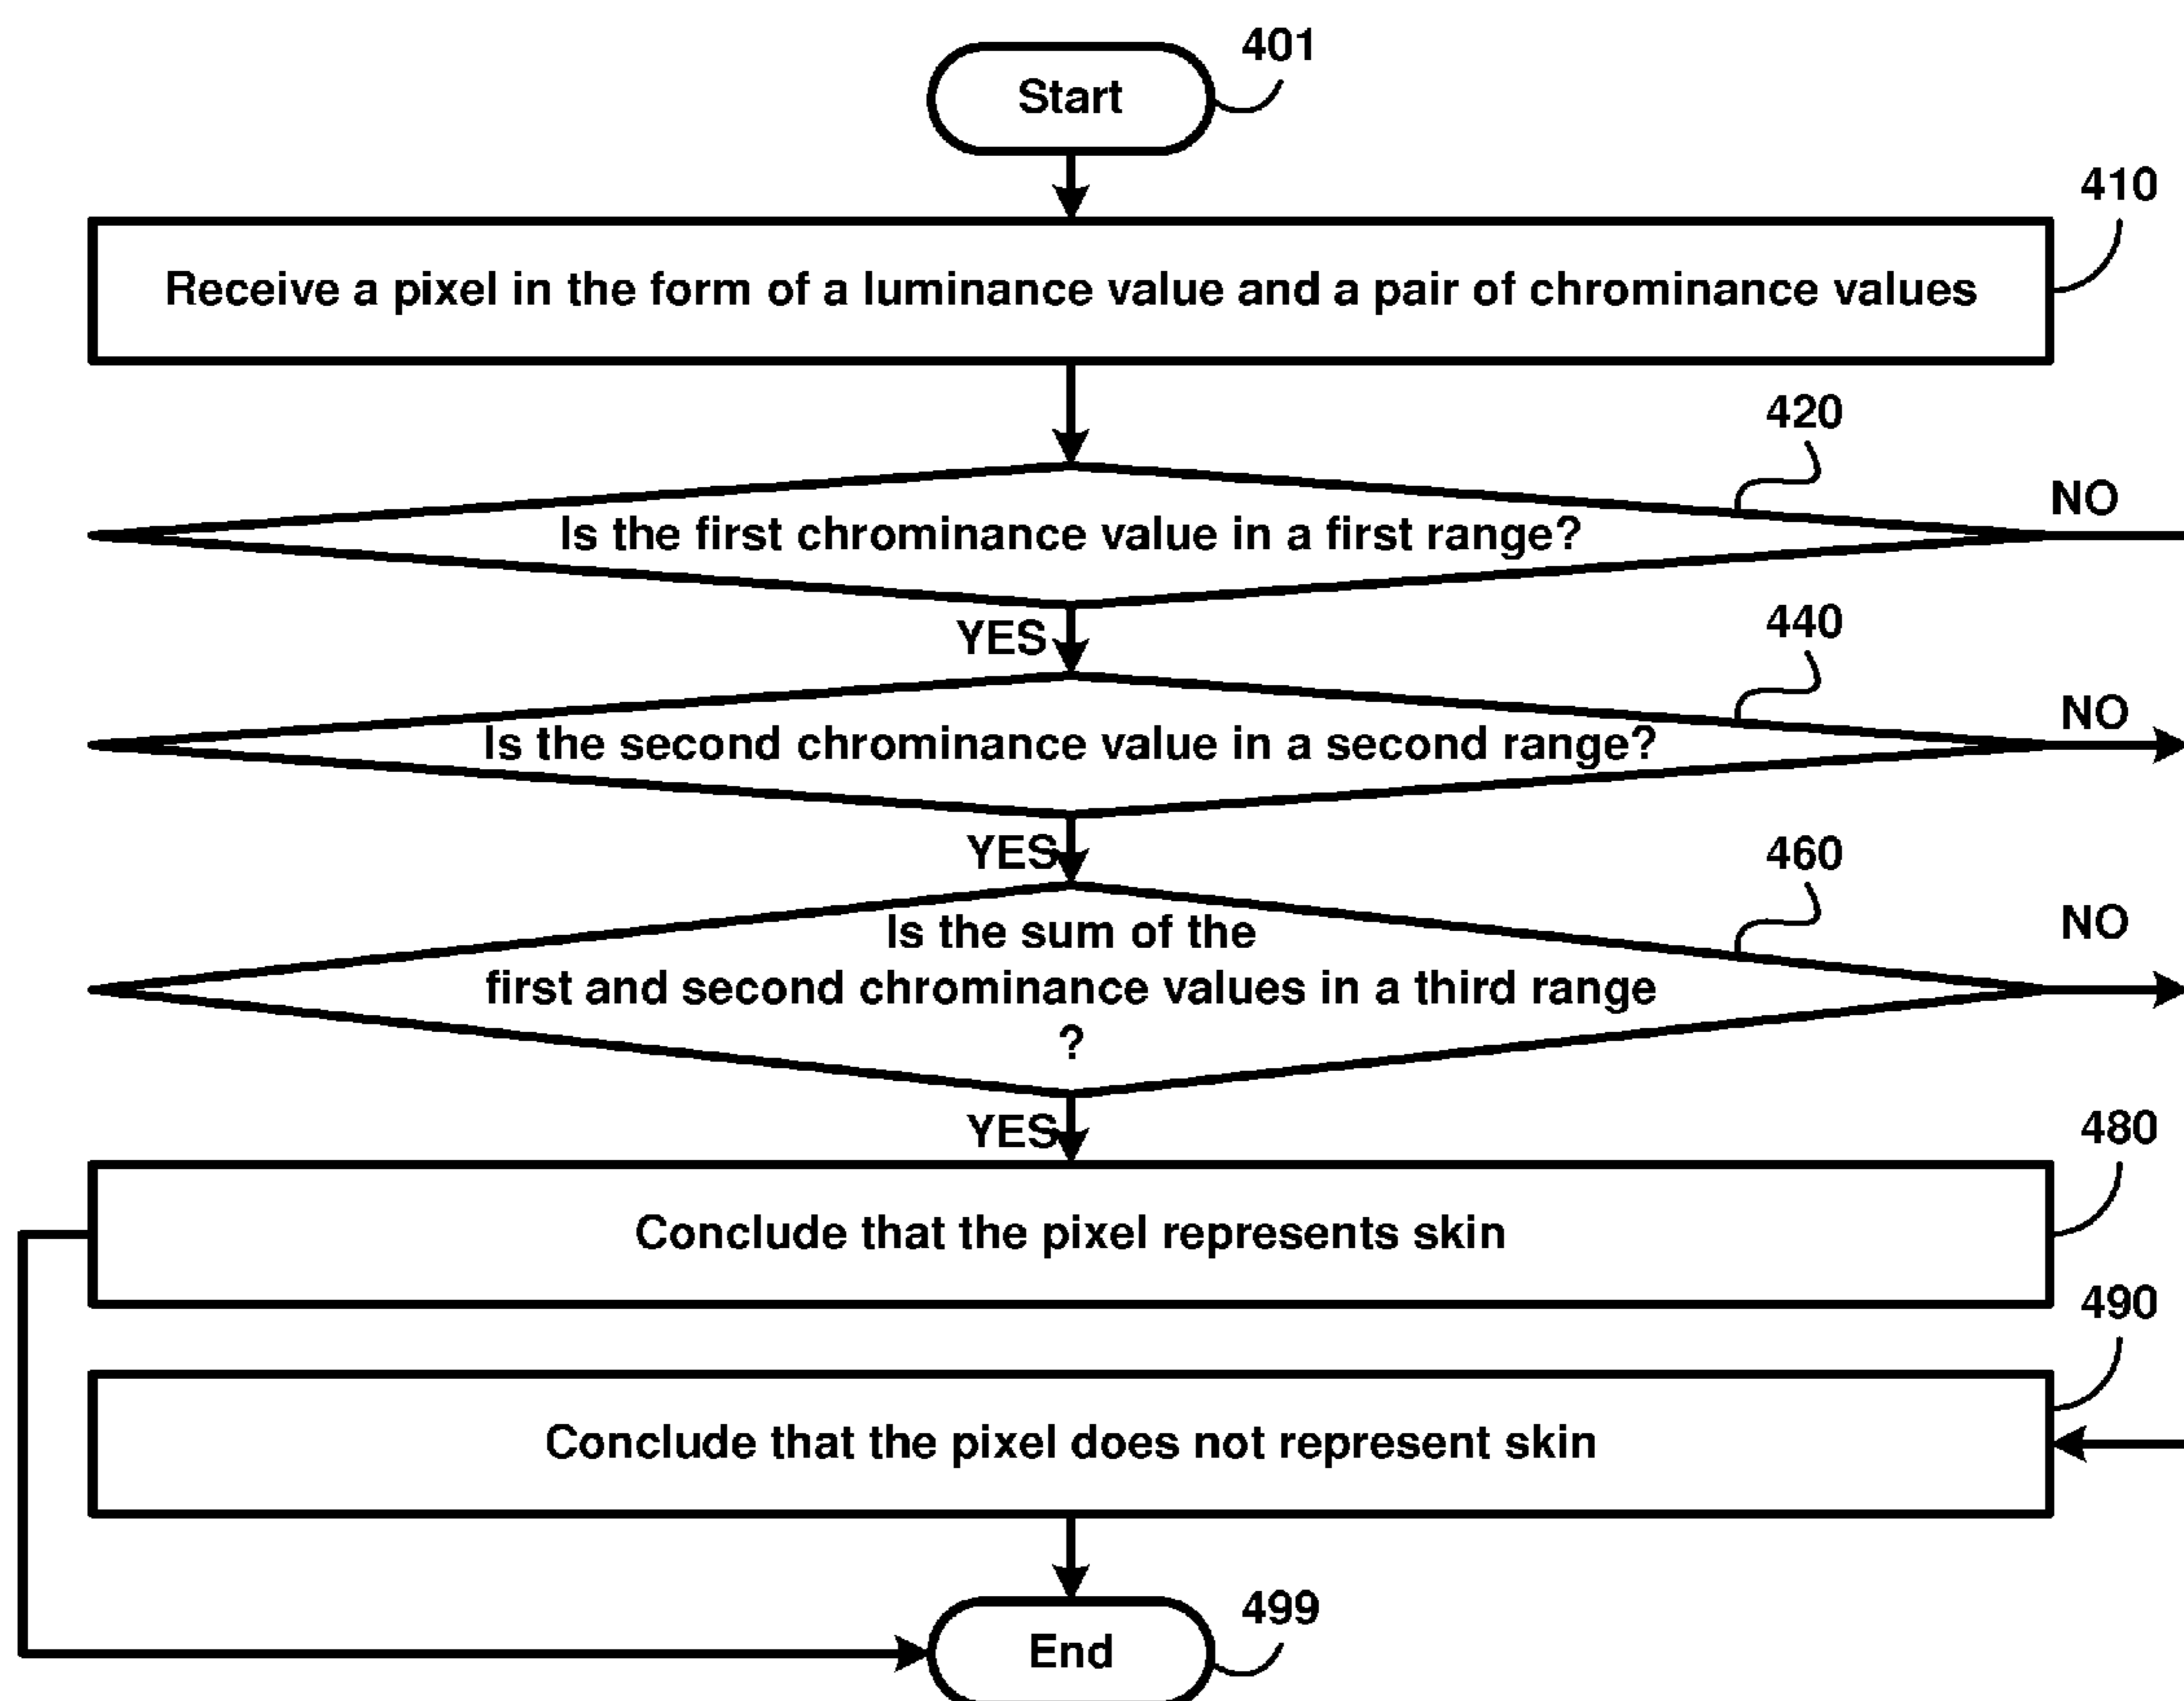 401
Start
410
Receive a pixel in the form of a luminance value and a pair of chrominance values
420
NO
Is the first chrominance value in a first range?
YES
440
NO
Is the second chrominance value in a second range?
YES
460
NO
Is the sum of the
first and second chrominance values in a third range
?
YES
480
Conclude that the pixel represents skin
490
Conclude that the pixel does not represent skin
499
End